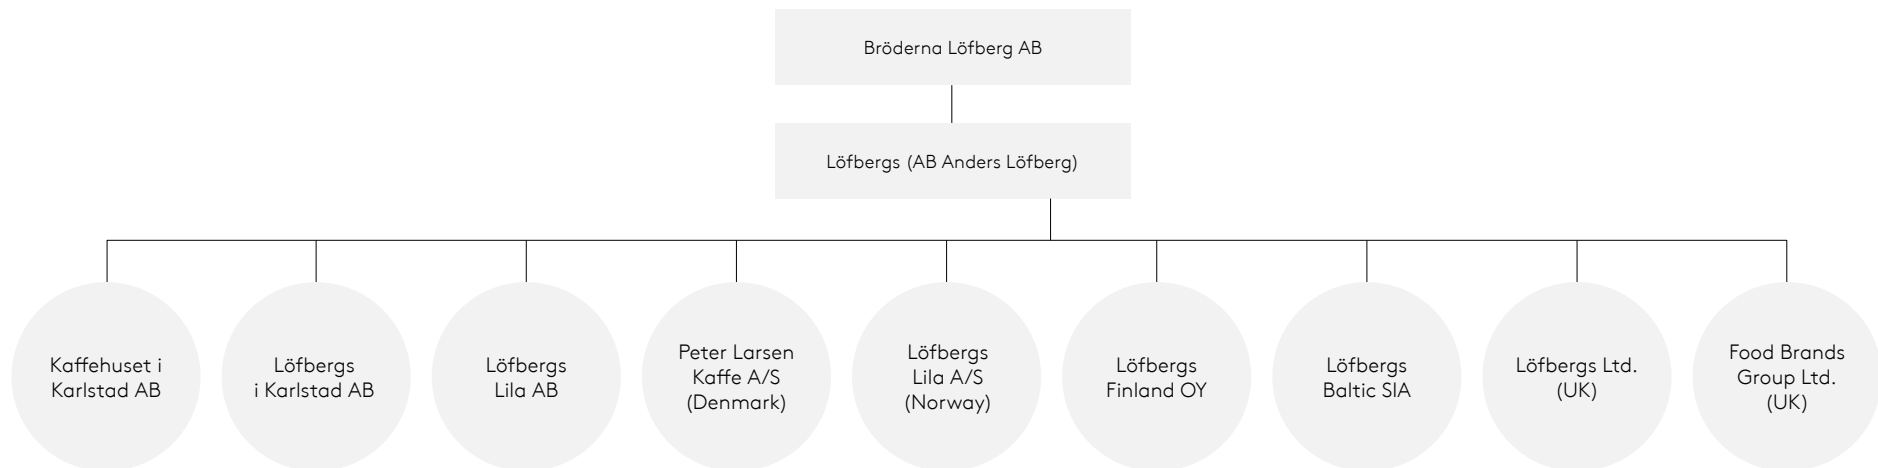 Bröderna Löfberg AB
Löfbergs (AB Anders Löfberg)
Kaffehuset i
Karlstad AB
Löfbergs
i Karlstad AB
Löfbergs
Lila AB
Peter Larsen
Kaffe A/S
(Denmark)
Löfbergs
Lila A/S
(Norway)
Löfbergs
Finland OY
Löfbergs
Baltic SIA
Löfbergs Ltd.
(UK)
Food Brands
Group Ltd.
(UK)